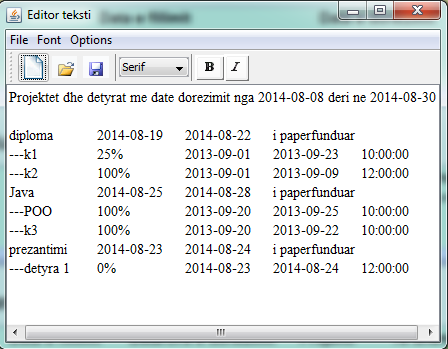 Editor teksti
File Font Options
Serif B I
Projektet dhe detyrat me date dorezimit nga 2014-08-08 deri ne 2014-08-30
diploma 2014-08-19 2014-08-22 i paperfunduar
---k1 25% 2013-09-01 2013-09-23 10:00:00
---k2 100% 2013-09-01 2013-09-09 12:00:00
Java 2014-08-25 2014-08-28 i paperfunduar
---POO 100% 2013-09-20 2013-09-25 10:00:00
---k3 100% 2013-09-20 2013-09-22 10:00:00
prezantimi 2014-08-23 2014-08-24 i paperfunduar
---detyra 1 0% 2014-08-23 2014-08-24 12:00:00